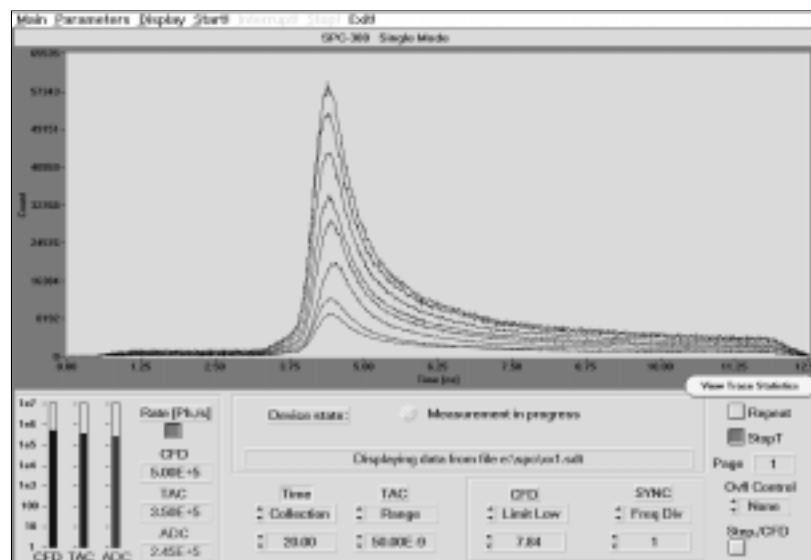 Main Parameters Display Start! Interrupt! Stop! Exit!
SPC-300 Single Mode
65535
57343
49151
40959
32768
24576
16384
8192
0
Count
0.00 1.25 2.50 3.75 5.00 6.25 7.50 8.75 10.00 11.25 12.5
Time [ns]
View Trace Statistics
1e7
1e6
1e5
1e4
1e3
100
10
1
CFD TAC ADC
Rate [Ph/s]
CFD
5.00E+5
TAC
3.50E+5
ADC
2.45E+5
Device state: Measurement in progress
Displaying data from file e:\spc\ox1.sdt
Time
Collection
20.00
TAC
Range
50.00E-9
CFD
Limit Low
7.84
SYNC
Freq Div
1
Repeat
StopT
Page 1
Ovfl Control
None
Step/CFD